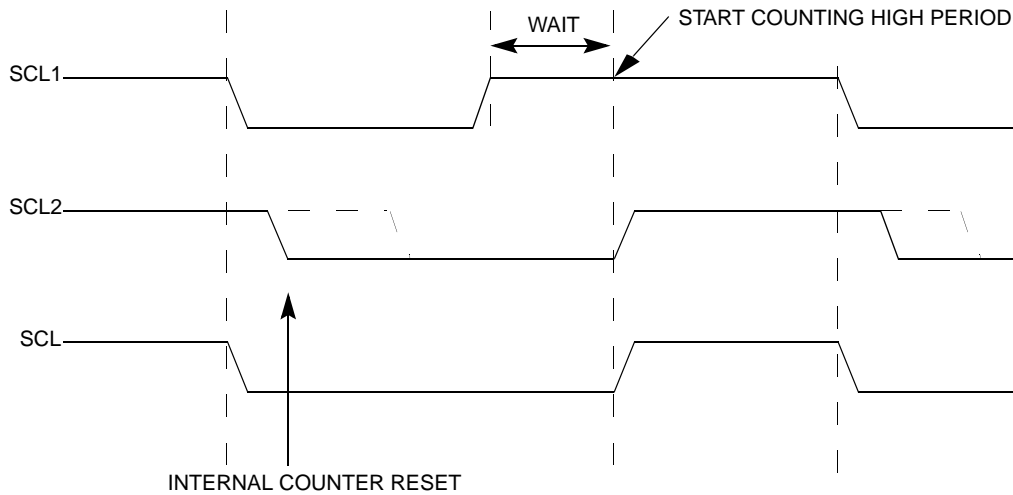 START COUNTING HIGH PERIOD
WAIT
SCL1
SCL2
SCL
INTERNAL COUNTER RESET